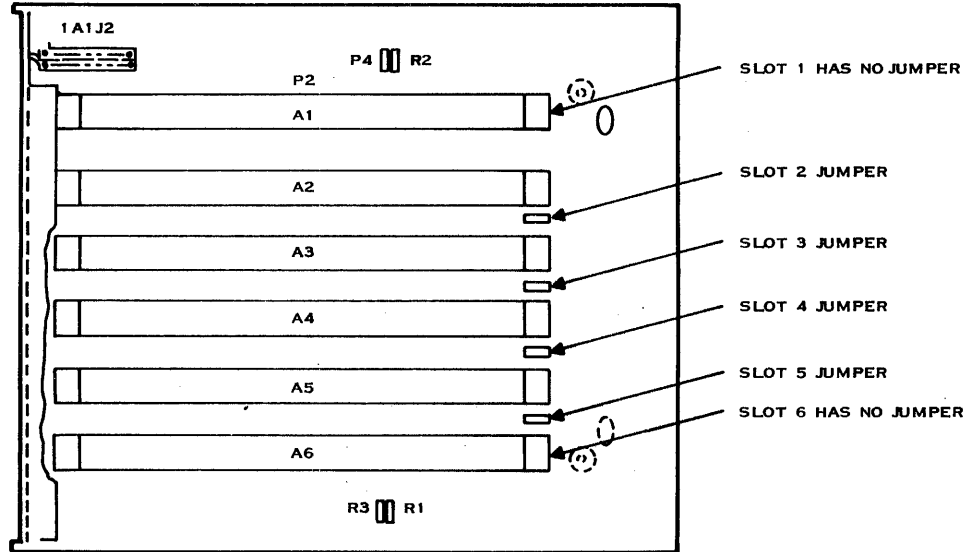 1A1J2
P4 R2
SLOT 1 HAS NO JUMPER
P2
A1
SLOT 2 JUMPER
A2
SLOT 3 JUMPER
A3
SLOT 4 JUMPER
A4
SLOT 5 JUMPER
A5
SLOT 6 HAS NO JUMPER
A6
R3 R1